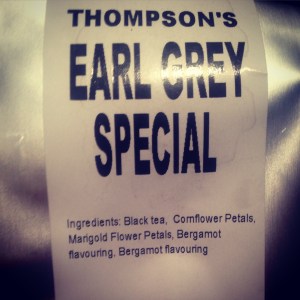 THOMPSON'S
EARL GREY
SPECIAL
Ingredients: Black tea, Cornflower Petals,
Marigold Flower Petals, Bergamot
flavouring, Bergamot flavouring